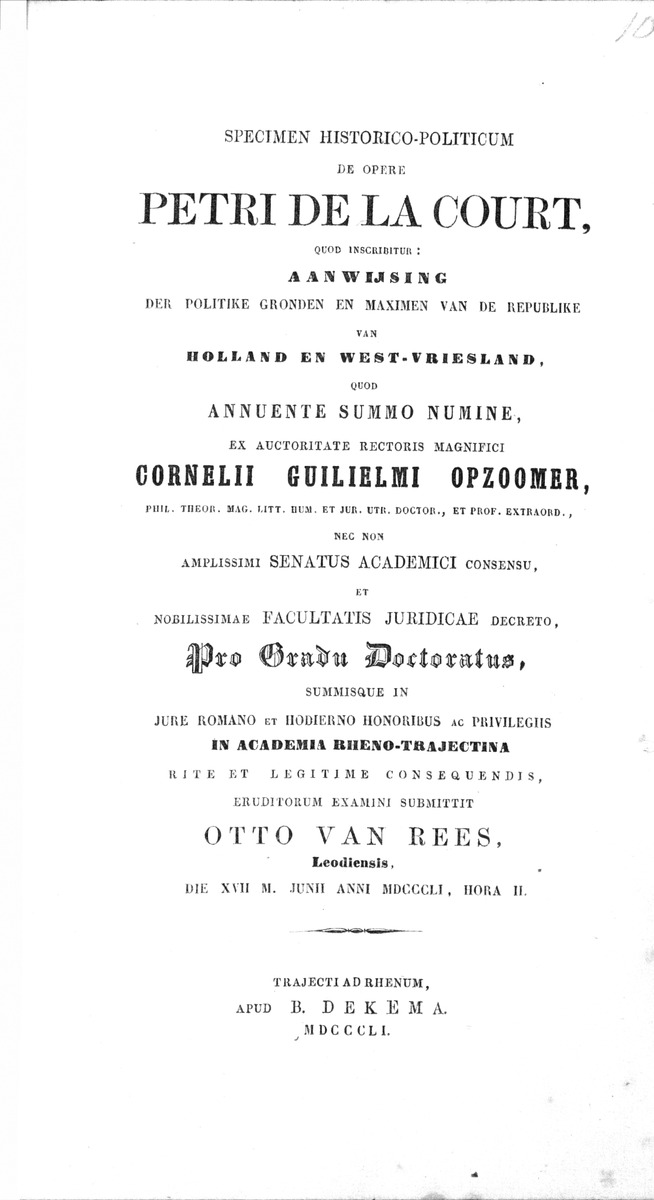 10
SPECIMEN HISTORICO-POLITICUM
DE OPERE
PETRI DE LA COURT,
QUOD INSCRIBITUR:
AANWIJSING
DER POLITIKE GRONDEN EN MAXIMEN VAN DE REPUBLIKE
VAN
HOLLAND EN WEST-VRIESLAND,
QUOD
ANNUENTE SUMMO NUMINE,
EX AUCTORITATE RECTORIS MAGNIFICI
CORNELII GUILIELMI OPZOOMER,
PHIL. THEOR. MAG. LITT. HUM. ET JUR. UTR. DOCTOR., ET PROF. EXTRAORD.,
NEC NON
AMPLISSIMI SENATUS ACADEMICI CONSENSU,
ET
NOBILISSIMAE FACULTATIS JURIDICAE DECRETO,
Pro Gradu Doctoratus,
SUMMISQUE IN
JURE ROMANO ET HODIERNO HONORIBUS AC PRIVILEGIIS
IN ACADEMIA RHENO-TRAJECTINA
RITE ET LEGITIME CONSEQUENDIS,
ERUDITORUM EXAMINI SUBMITTIT
OTTO VAN REES,
Leodiensis,
DIE XVII M. JUNII ANNI MDCCCLI, HORA II.
TRAJECTI AD RHENUM,
APUD B. DEKEMA.
MDCCCLI.